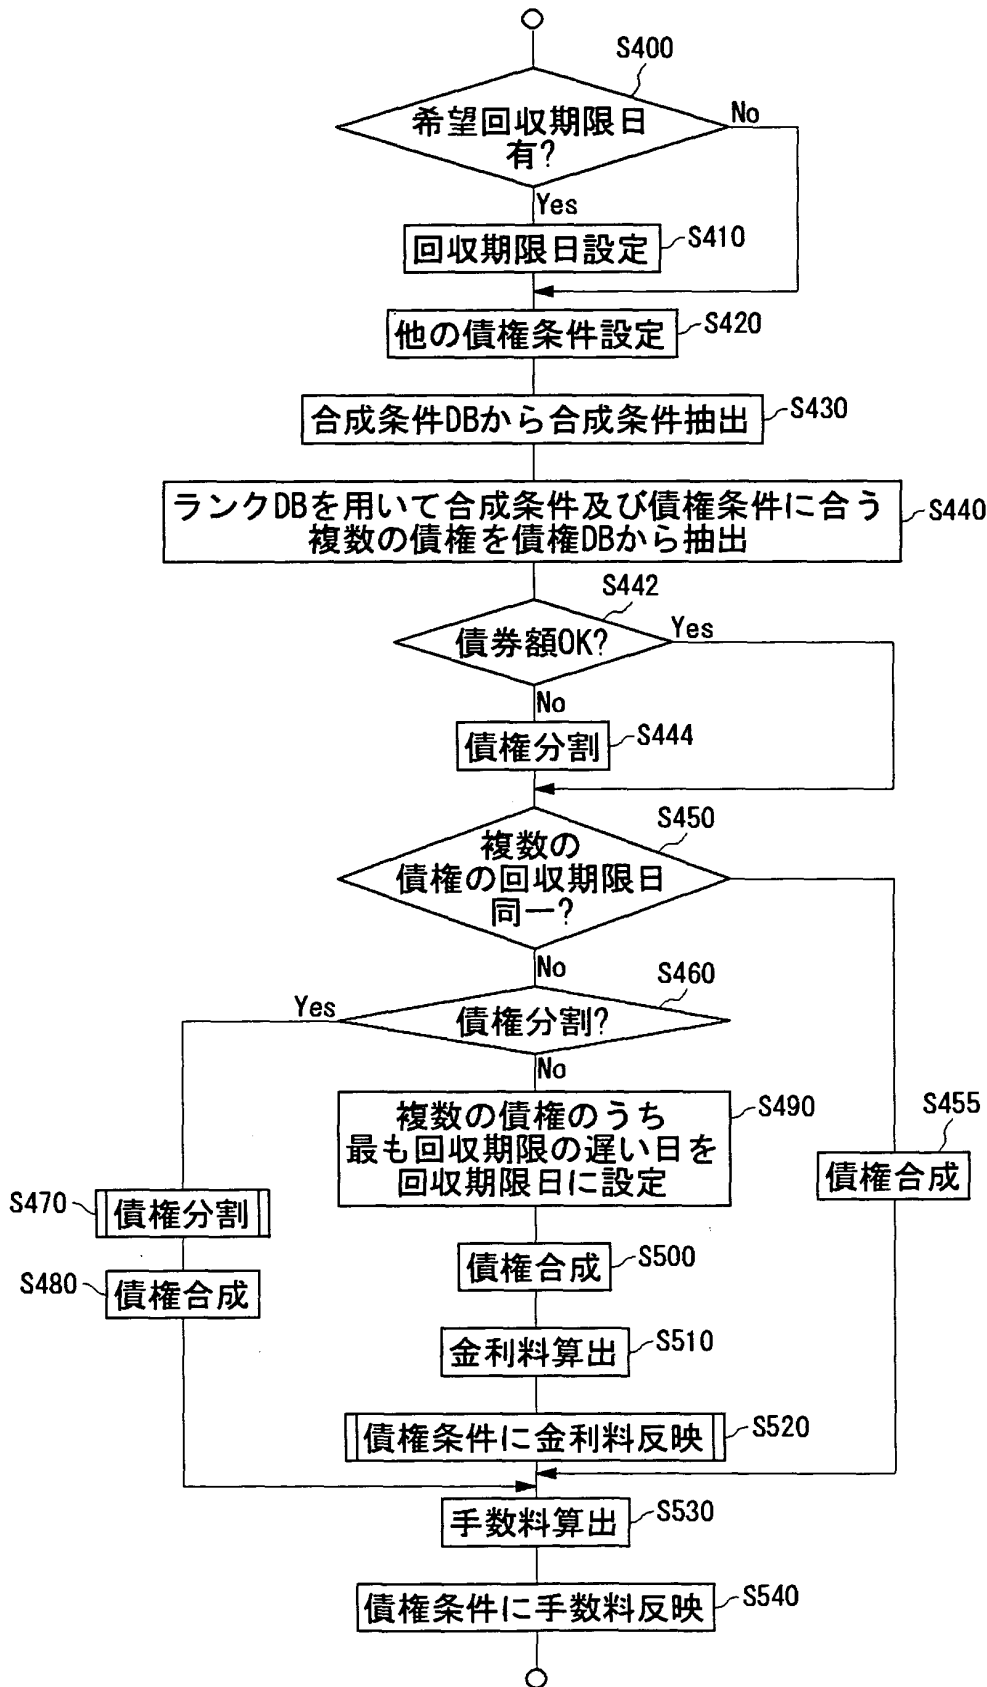 S400
希望回収期限日
有?
No
Yes
回収期限日設定
S410
他の債権条件設定
S420
合成条件DBから合成条件抽出
S430
ランクDBを用いて合成条件及び債権条件に合う
複数の債権を債権DBから抽出
S440
S442
債券額OK?
Yes
No
債権分割
S444
S450
複数の
債権の回収期限日
同一?
No
S460
Yes
債権分割?
No
複数の債権のうち
最も回収期限の遅い日を
回収期限日に設定
S490
S455
債権合成
S470
債権分割
債権合成
S500
S480
債権合成
金利料算出
S510
債権条件に金利料反映
S520
手数料算出
S530
債権条件に手数料反映
S540